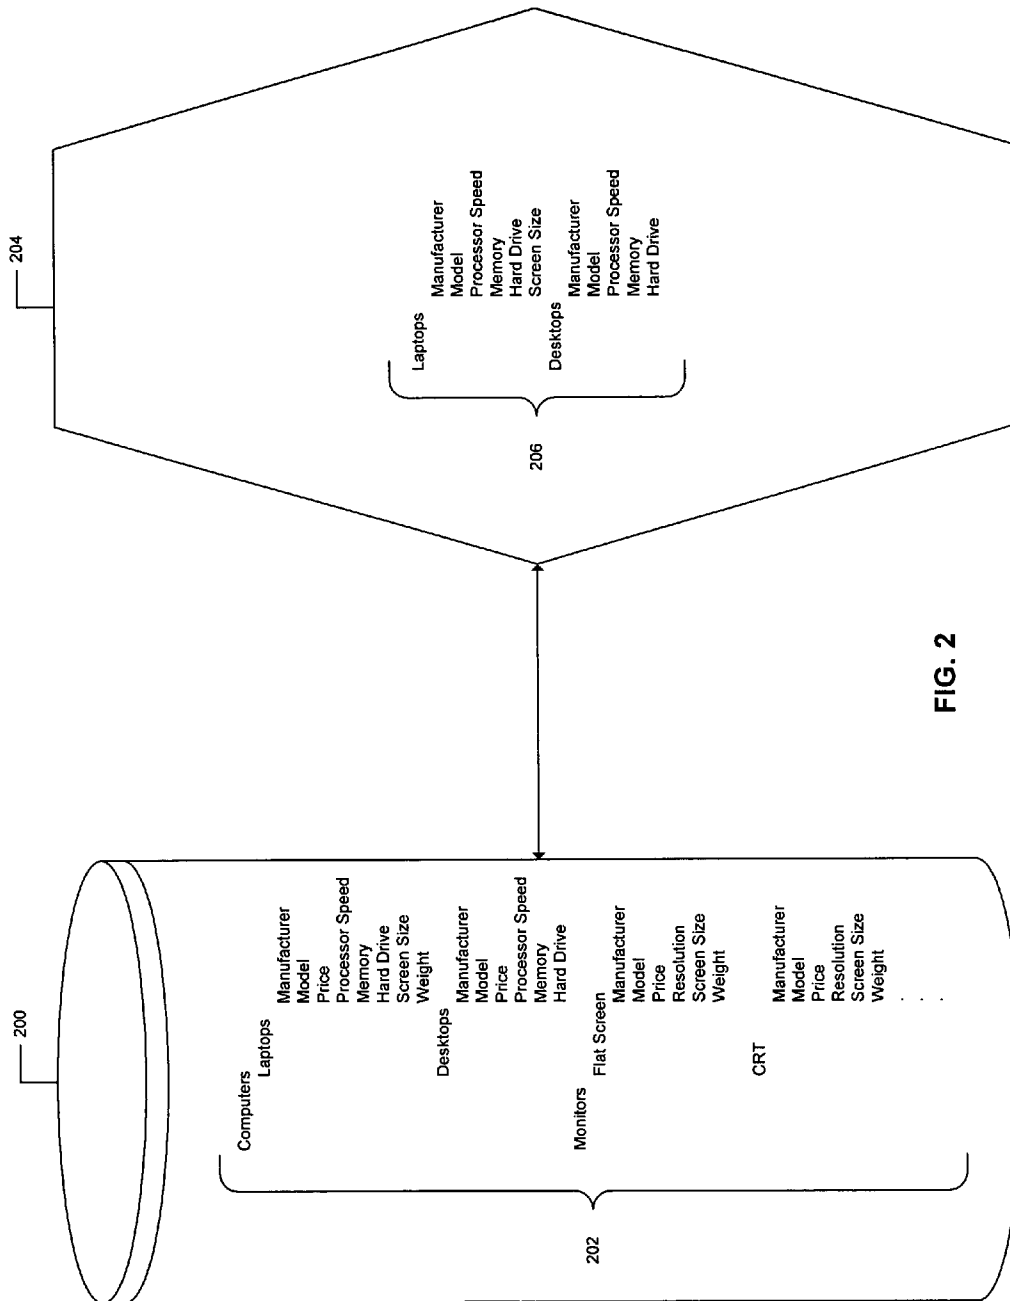 200
Computers
Laptops
Manufacturer
Model
Price
Processor Speed
Memory
Hard Drive
Screen Size
Weight
Desktops
Manufacturer
Model
Price
Processor Speed
Memory
Hard Drive
Monitors
Flat Screen
Manufacturer
Model
Price
Resolution
Screen Size
Weight
CRT
Manufacturer
Model
Price
Resolution
Screen Size
Weight
.
.
.
202
204
Laptops
Manufacturer
Model
Processor Speed
Memory
Hard Drive
Screen Size
Desktops
Manufacturer
Model
Processor Speed
Memory
Hard Drive
206
FIG. 2